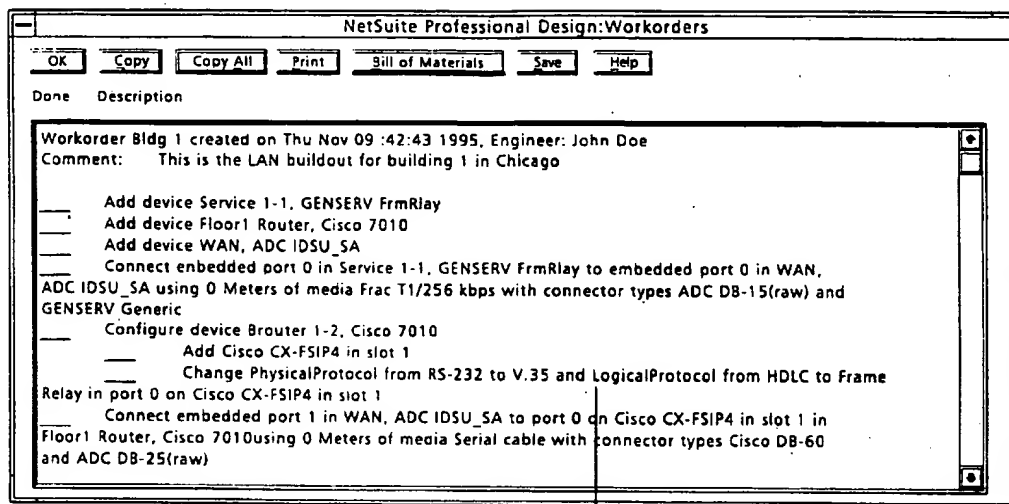 NetSuite Professional Design:Workorders
OK Copy Copy All Print Bill of Materials Save Help
Done Description
Workorder Bldg 1 created on Thu Nov 09 :42:43 1995, Engineer: John Doe
Comment: This is the LAN buildout for building 1 in Chicago
Add device Service 1-1, GENSERV FrmRlay
Add device Floor1 Router, Cisco 7010
Add device WAN, ADC IDSU_SA
Connect enbedded port 0 in Service 1-1, GENSERV FrmRlay to embedded port 0 in WAN,
ADC IDSU_SA using 0 Meters of media Frac T1/256 kbps with connector types ADC DB-15(raw) and
GENSERV Generic
Configure device Brouter 1-2, Cisco 7010
Add Cisco CX-FSIP4 in slot 1
Change PhysicalProtocol from RS-232 to V.35 and LogicalProtocol from HDLC to Frame
Relay in port 0 on Cisco CX-FSIP4 in slot 1
Connect embedded port 1 in WAN, ADC IDSU_SA to port 0 on Cisco CX-FSIP4 in slot 1 in
Floor1 Router, Cisco 7010using 0 Meters of media Serial cable with connector types Cisco DB-60
and ADC DB-25(raw)